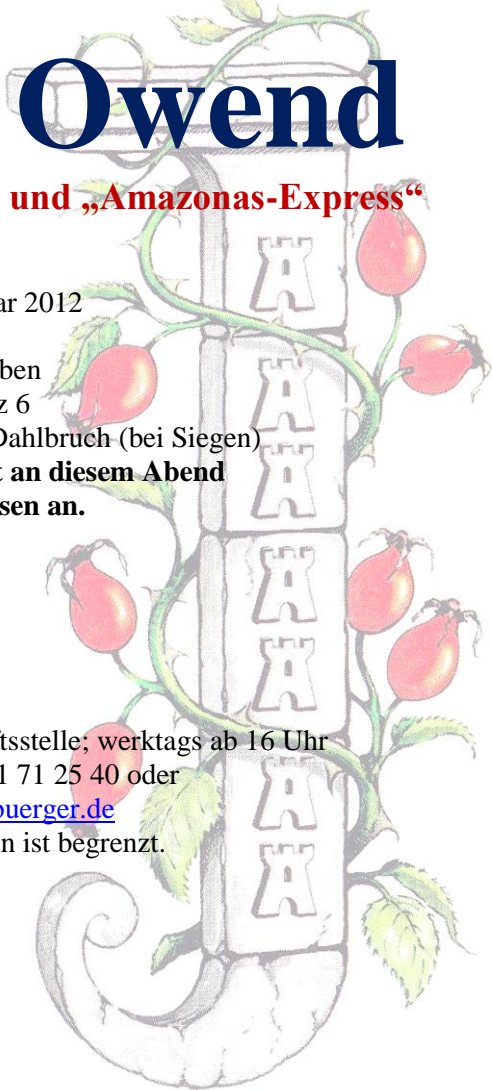 Owend
und „Amazonas-Express“
ar 2012
ben
z 6
Dahlbruch (bei Siegen)
t an diesem Abend
sen an.
tsstelle; werktags ab 16 Uhr
1 71 25 40 oder
buerger.de
n ist begrenzt.